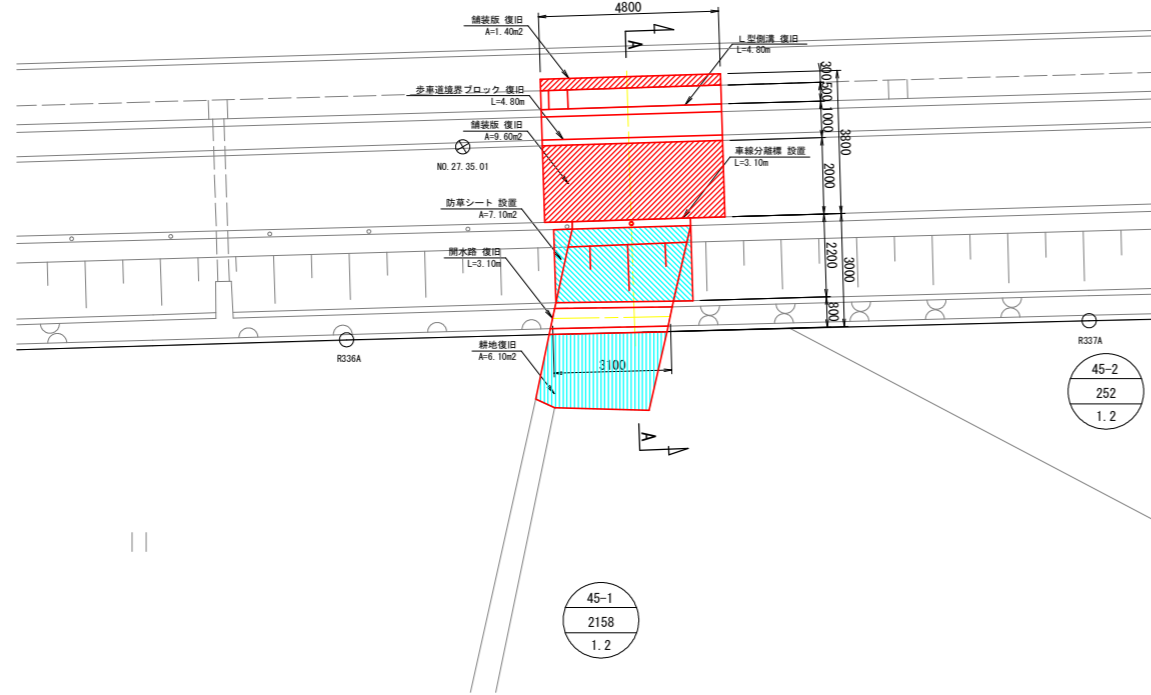 4800
舗装版 復旧
A=1.40m2
A
L型側溝 復旧
L=4.80m
歩車道境界ブロック 復旧
L=4.80m
300
500
1,000
3800
2000
舗装版 復旧
A=9.60m2
NO.27.35.01
車線分離標 設置
L=3.10m
防草シート 設置
A=7.10m2
開水路 復旧
L=3.10m
2200
3000
800
R336A
R337A
耕地復旧
A=6.10m2
3100
A
45-2
252
1.2
45-1
2158
1.2